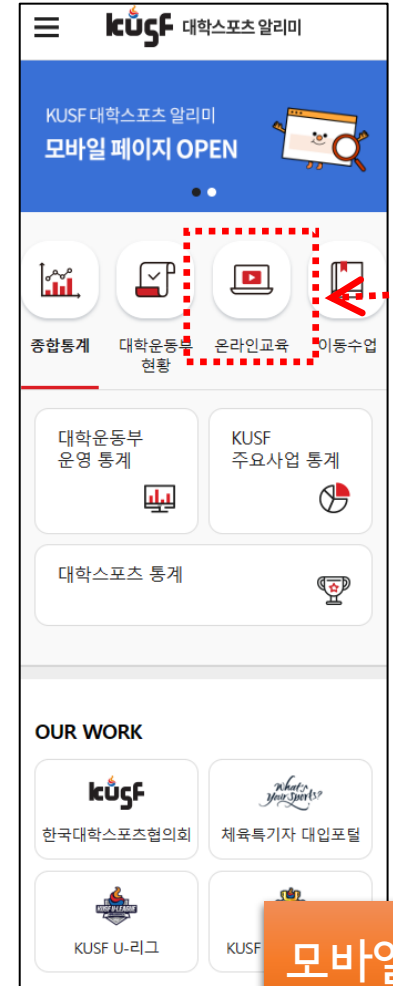 kusf 대학스포츠 알리미
KUSF 대학스포츠 알리미
모바일 페이지 OPEN
종합통계 대학운동부 온라인교육 이동수업
현황
대학운동부
운영 통계
KUSF
주요사업 통계
대학스포츠 통계
OUR WORK
kusf
한국대학스포츠협의회
What's
Your Sports?
체육특기자 대입포털
KUSF U-LEAGUE
KUSF U-리그
KUSF
모바일